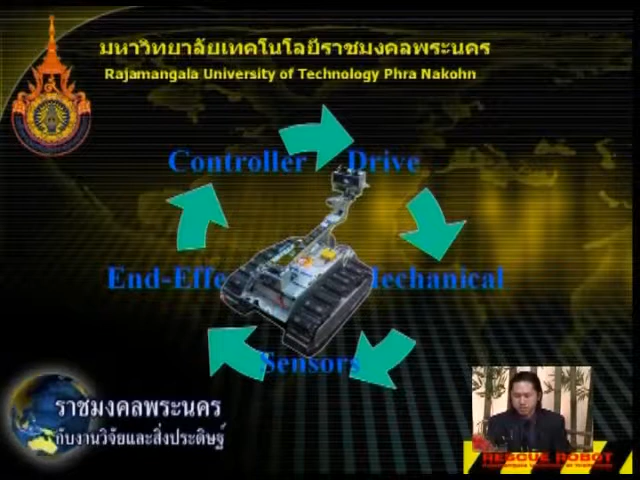 มหาวิทยาลัยเทคโนโลยีราชมงคลพระนคร
Rajamangala University of Technology Phra Nakohn
Controller
Drive
End-Effe
Mechanical
Sensors
ราชมงคลพระนคร
กับงานวิจัยและสิ่งประดิษฐ์
RESCUE ROBOT